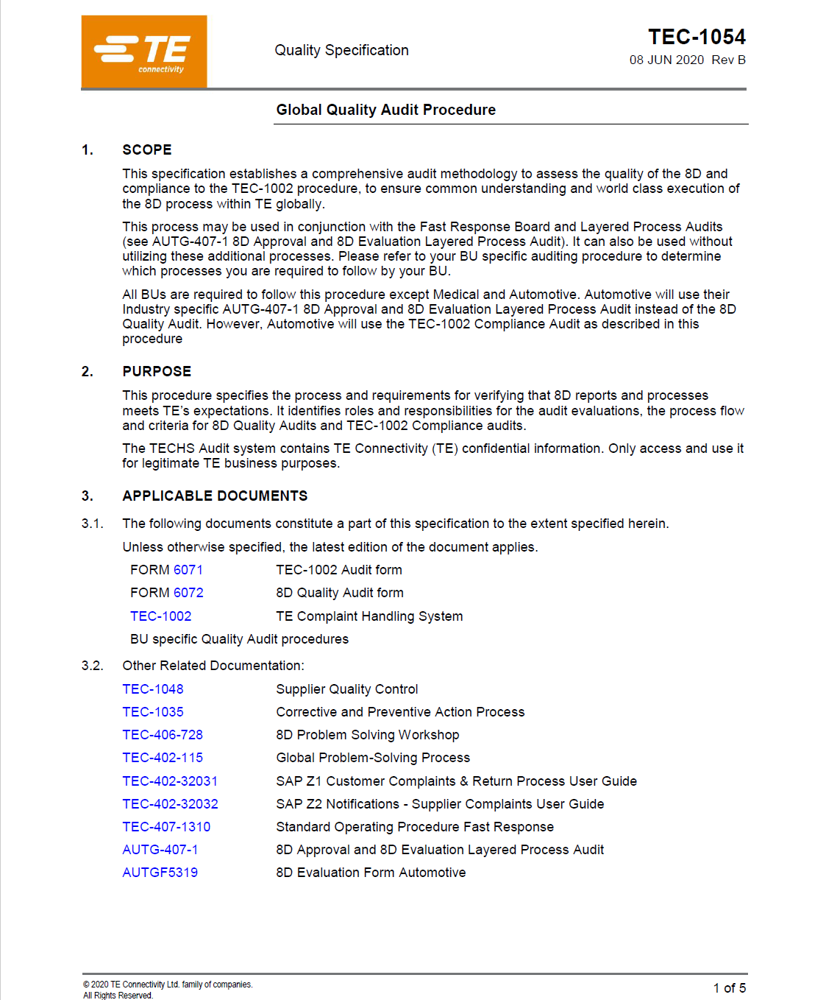 TE
connectivity
Quality Specification
TEC-1054
08 JUN 2020 Rev B
Global Quality Audit Procedure
1. SCOPE
This specification establishes a comprehensive audit methodology to assess the quality of the 8D and
compliance to the TEC-1002 procedure, to ensure common understanding and world class execution of
the 8D process within TE globally.
This process may be used in conjunction with the Fast Response Board and Layered Process Audits
(see AUTG-407-1 8D Approval and 8D Evaluation Layered Process Audit). It can also be used without
utilizing these additional processes. Please refer to your BU specific auditing procedure to determine
which processes you are required to follow by your BU.
All BUs are required to follow this procedure except Medical and Automotive. Automotive will use their
Industry specific AUTG-407-1 8D Approval and 8D Evaluation Layered Process Audit instead of the 8D
Quality Audit. However, Automotive will use the TEC-1002 Compliance Audit as described in this
procedure
2. PURPOSE
This procedure specifies the process and requirements for verifying that 8D reports and processes
meets TE's expectations. It identifies roles and responsibilities for the audit evaluations, the process flow
and criteria for 8D Quality Audits and TEC-1002 Compliance audits.
The TECHS Audit system contains TE Connectivity (TE) confidential information. Only access and use it
for legitimate TE business purposes.
3. APPLICABLE DOCUMENTS
3.1. The following documents constitute a part of this specification to the extent specified herein.
Unless otherwise specified, the latest edition of the document applies.
FORM 6071 TEC-1002 Audit form
FORM 6072 8D Quality Audit form
TEC-1002 TE Complaint Handling System
BU specific Quality Audit procedures
3.2. Other Related Documentation:
TEC-1048 Supplier Quality Control
TEC-1035 Corrective and Preventive Action Process
TEC-406-728 8D Problem Solving Workshop
TEC-402-115 Global Problem-Solving Process
TEC-402-32031 SAP Z1 Customer Complaints & Return Process User Guide
TEC-402-32032 SAP Z2 Notifications - Supplier Complaints User Guide
TEC-407-1310 Standard Operating Procedure Fast Response
AUTG-407-1 8D Approval and 8D Evaluation Layered Process Audit
AUTGF5319 8D Evaluation Form Automotive
© 2020 TE Connectivity Ltd. family of companies.
All Rights Reserved.
1 of 5